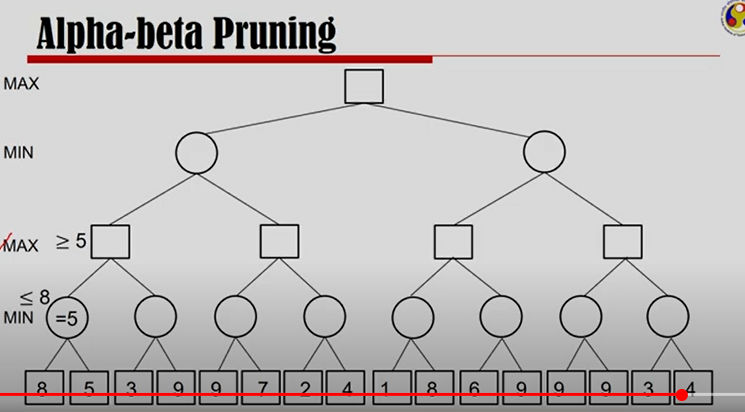 Alpha-beta Pruning
MAX
MIN
MAX ≥ 5
≤ 8
MIN =5
8 5 3 9 9 7 2 4 1 8 6 9 9 9 3 4